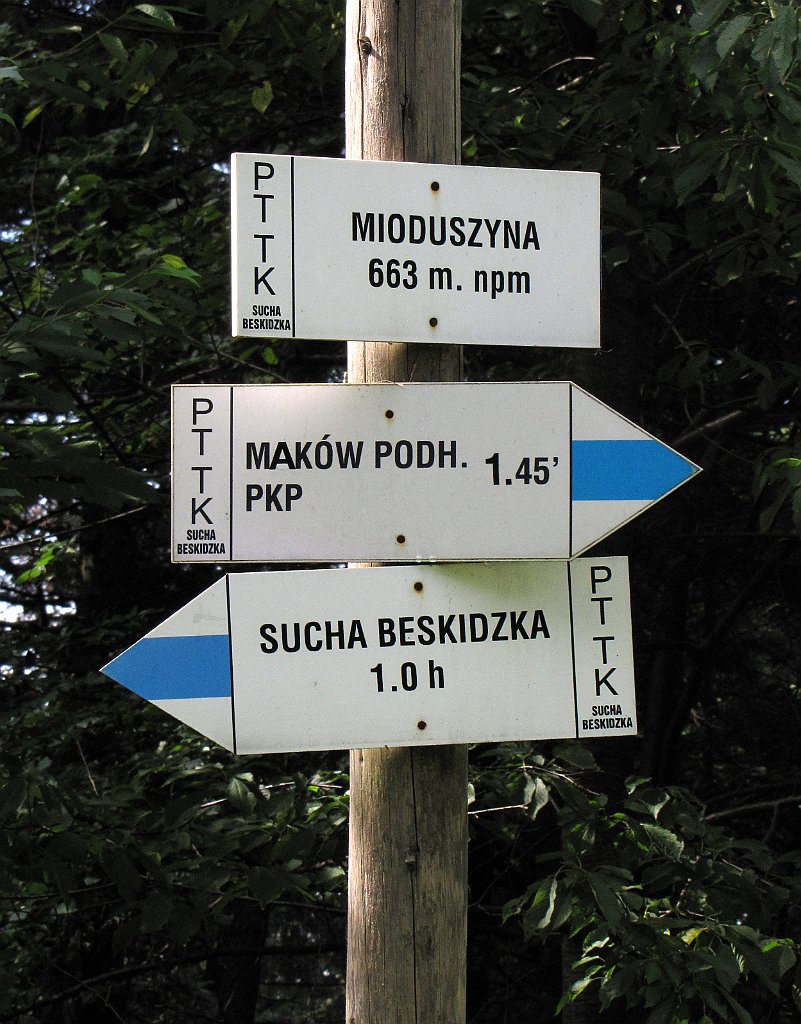 PTTK
SUCHA
BESKIDZKA
MIODUSZYNA
663 m. npm
PTTK
SUCHA
BESKIDZKA
MAKÓW PODH. 1.45'
PKP
SUCHA BESKIDZKA
1.0 h
PTTK
SUCHA
BESKIDZKA